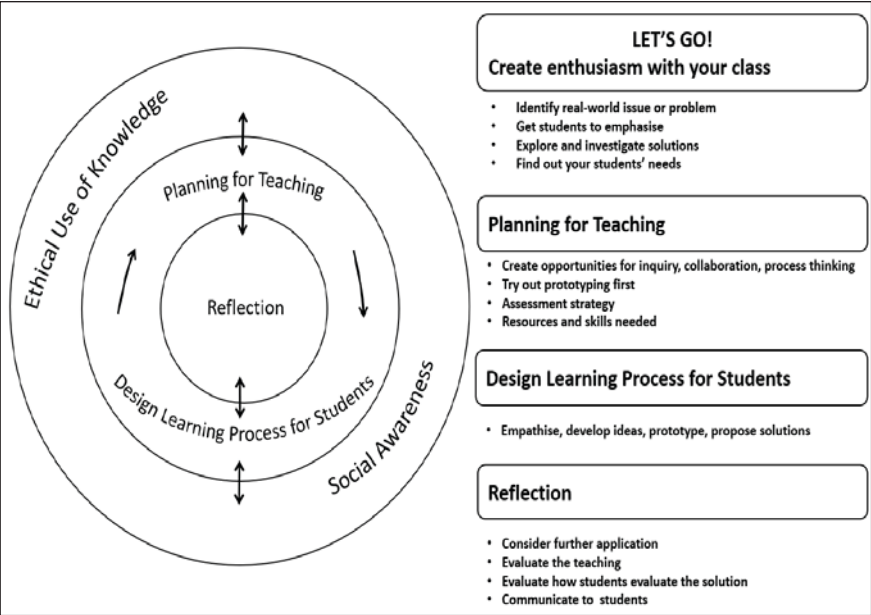 Ethical Use of Knowledge
Planning for Teaching
Reflection
Design Learning Process for Students
Social Awareness
LET'S GO!
Create enthusiasm with your class
• Identify real-world issue or problem
• Get students to emphasise
• Explore and investigate solutions
• Find out your students' needs
Planning for Teaching
• Create opportunities for inquiry, collaboration, process thinking
• Try out prototyping first
• Assessment strategy
• Resources and skills needed
Design Learning Process for Students
• Empathise, develop ideas, prototype, propose solutions
Reflection
• Consider further application
• Evaluate the teaching
• Evaluate how students evaluate the solution
• Communicate to students